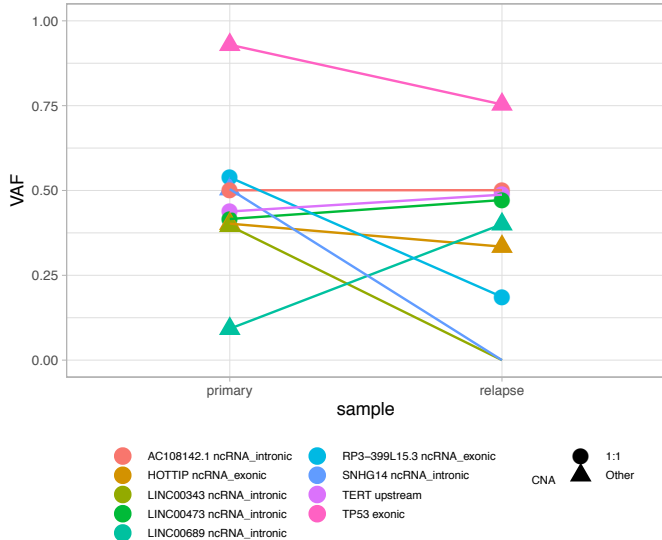 1.00
0.75
0.50
0.25
0.00
VAF
primary relapse
sample
AC108142.1 ncRNA_intronic
HOTTIP ncRNA_exonic
LINC00343 ncRNA_intronic
LINC00473 ncRNA_intronic
LINC00689 ncRNA_intronic
RP3−399L15.3 ncRNA_exonic
SNHG14 ncRNA_intronic
TERT upstream
TP53 exonic
CNA
1:1
Other